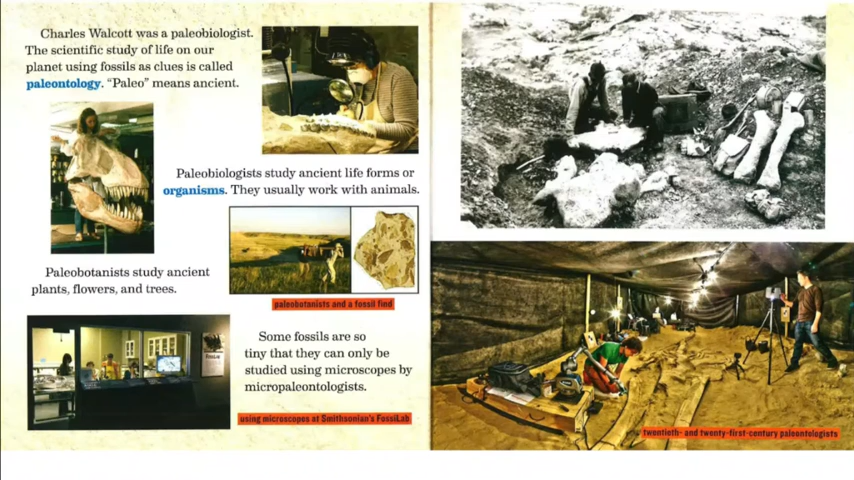 Charles Walcott was a paleobiologist.
The scientific study of life on our
planet using fossils as clues is called
paleontology. “Paleo” means ancient.
Paleobiologists study ancient life forms or
organisms. They usually work with animals.
Paleobotanists study ancient
plants, flowers, and trees.
paleobotanists and a fossil find
Some fossils are so
tiny that they can only be
studied using microscopes by
micropaleontologists.
using microscopes at Smithsonian's FossiLab
twentieth- and twenty-first-century paleontologists